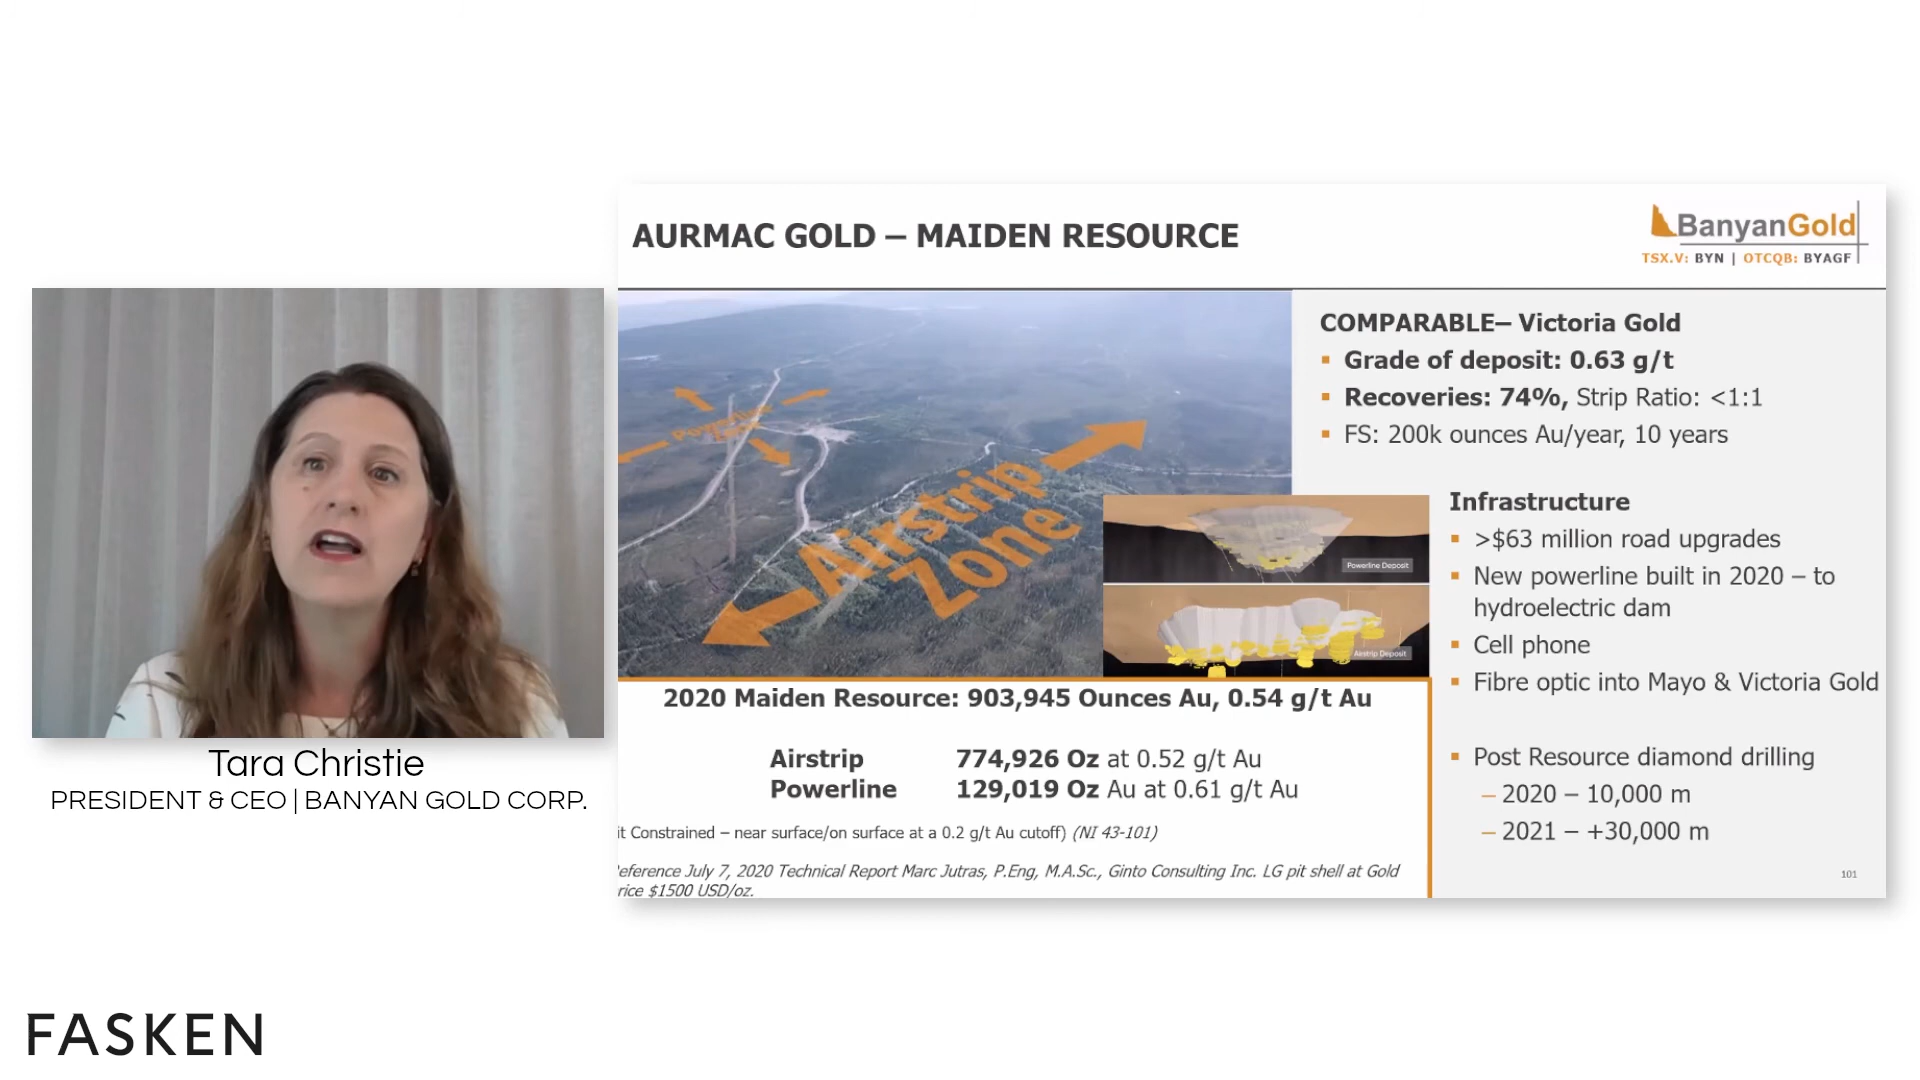 AURMAC GOLD – MAIDEN RESOURCE
BanyanGold
TSX.V: BYN | OTCQB: BYAGF
COMPARABLE– Victoria Gold
Grade of deposit: 0.63 g/t
Recoveries: 74%, Strip Ratio: <1:1
FS: 200k ounces Au/year, 10 years
Powerline
Airstrip
Zone
Powerline Deposit
Airstrip Deposit
Infrastructure
>$63 million road upgrades
New powerline built in 2020 – to
hydroelectric dam
Cell phone
Fibre optic into Mayo & Victoria Gold
Post Resource diamond drilling
– 2020 – 10,000 m
– 2021 – +30,000 m
2020 Maiden Resource: 903,945 Ounces Au, 0.54 g/t Au
Airstrip 774,926 Oz at 0.52 g/t Au
Powerline 129,019 Oz Au at 0.61 g/t Au
it Constrained – near surface/on surface at a 0.2 g/t Au cutoff) (NI 43-101)
eference July 7, 2020 Technical Report Marc Jutras, P.Eng, M.A.Sc., Ginto Consulting Inc. LG pit shell at Gold
rice $1500 USD/oz.
101
Tara Christie
PRESIDENT & CEO | BANYAN GOLD CORP.
FASKEN